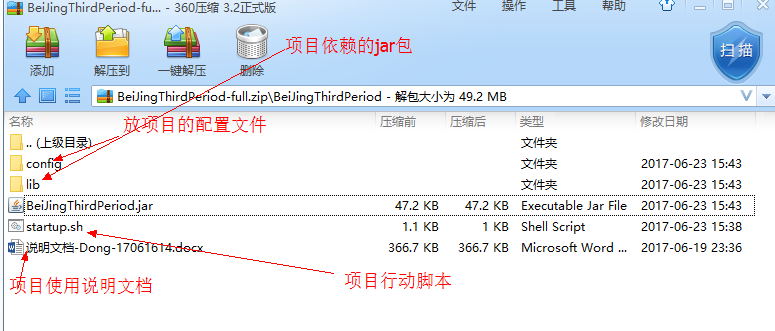 BeiJingThirdPeriod-fu... - 360压缩 3.2正式版
文件 操作 工具 帮助
添加 解压到 一键解压 删除 扫描
项目依赖的jar包
BeiJingThirdPeriod-full.zip\BeiJingThirdPeriod - 解包大小为 49.2 MB
名称 压缩前 压缩后 类型 修改日期
放项目的配置文件
.. (上级目录) 文件夹
config 文件夹 2017-06-23 15:43
lib 文件夹 2017-06-23 15:43
BeiJingThirdPeriod.jar 47.2 KB 47.2 KB Executable Jar File 2017-06-23 15:43
startup.sh 1.1 KB 1 KB Shell Script 2017-06-23 15:38
说明文档-Dong-17061614.docx 366.7 KB 366.7 KB Microsoft Word ... 2017-06-19 23:36
项目使用说明文档
项目行动脚本